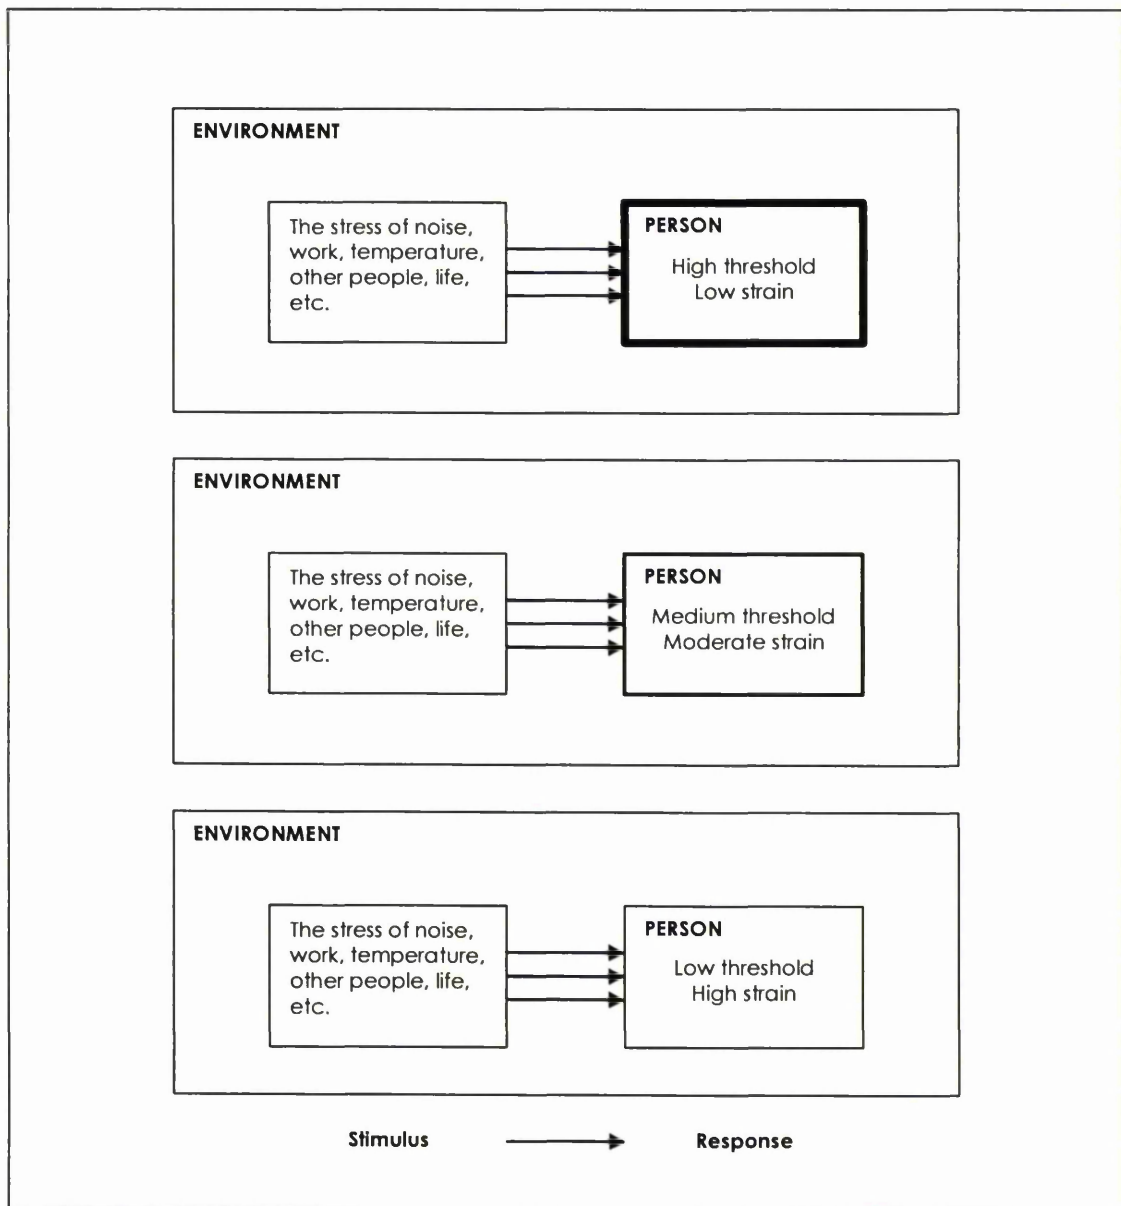 ENVIRONMENT
The stress of noise,
work, temperature,
other people, life,
etc.
PERSON
High threshold
Low strain
ENVIRONMENT
The stress of noise,
work, temperature,
other people, life,
etc.
PERSON
Medium threshold
Moderate strain
ENVIRONMENT
The stress of noise,
work, temperature,
other people, life,
etc.
PERSON
Low threshold
High strain
Stimulus
Response